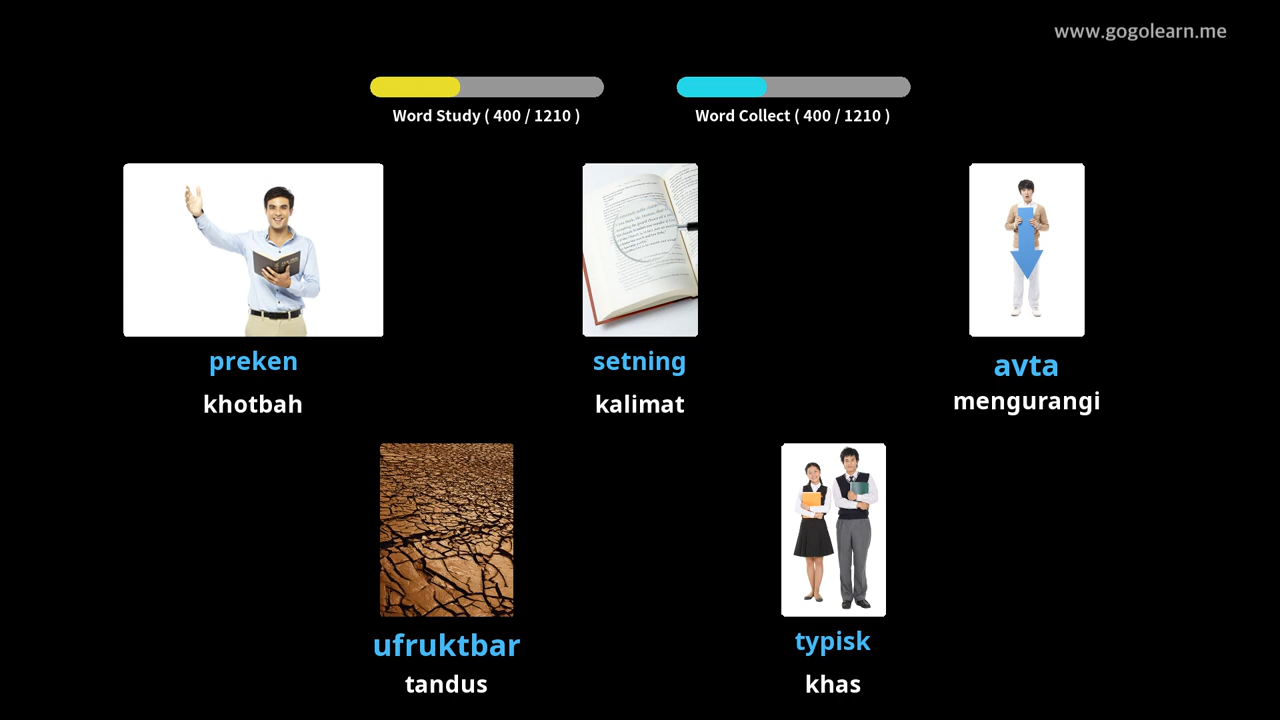 www.gogolearn.me
Word Study ( 400 / 1210 )
Word Collect ( 400 / 1210 )
preken
khotbah
setning
kalimat
avta
mengurangi
ufruktbar
tandus
typisk
khas